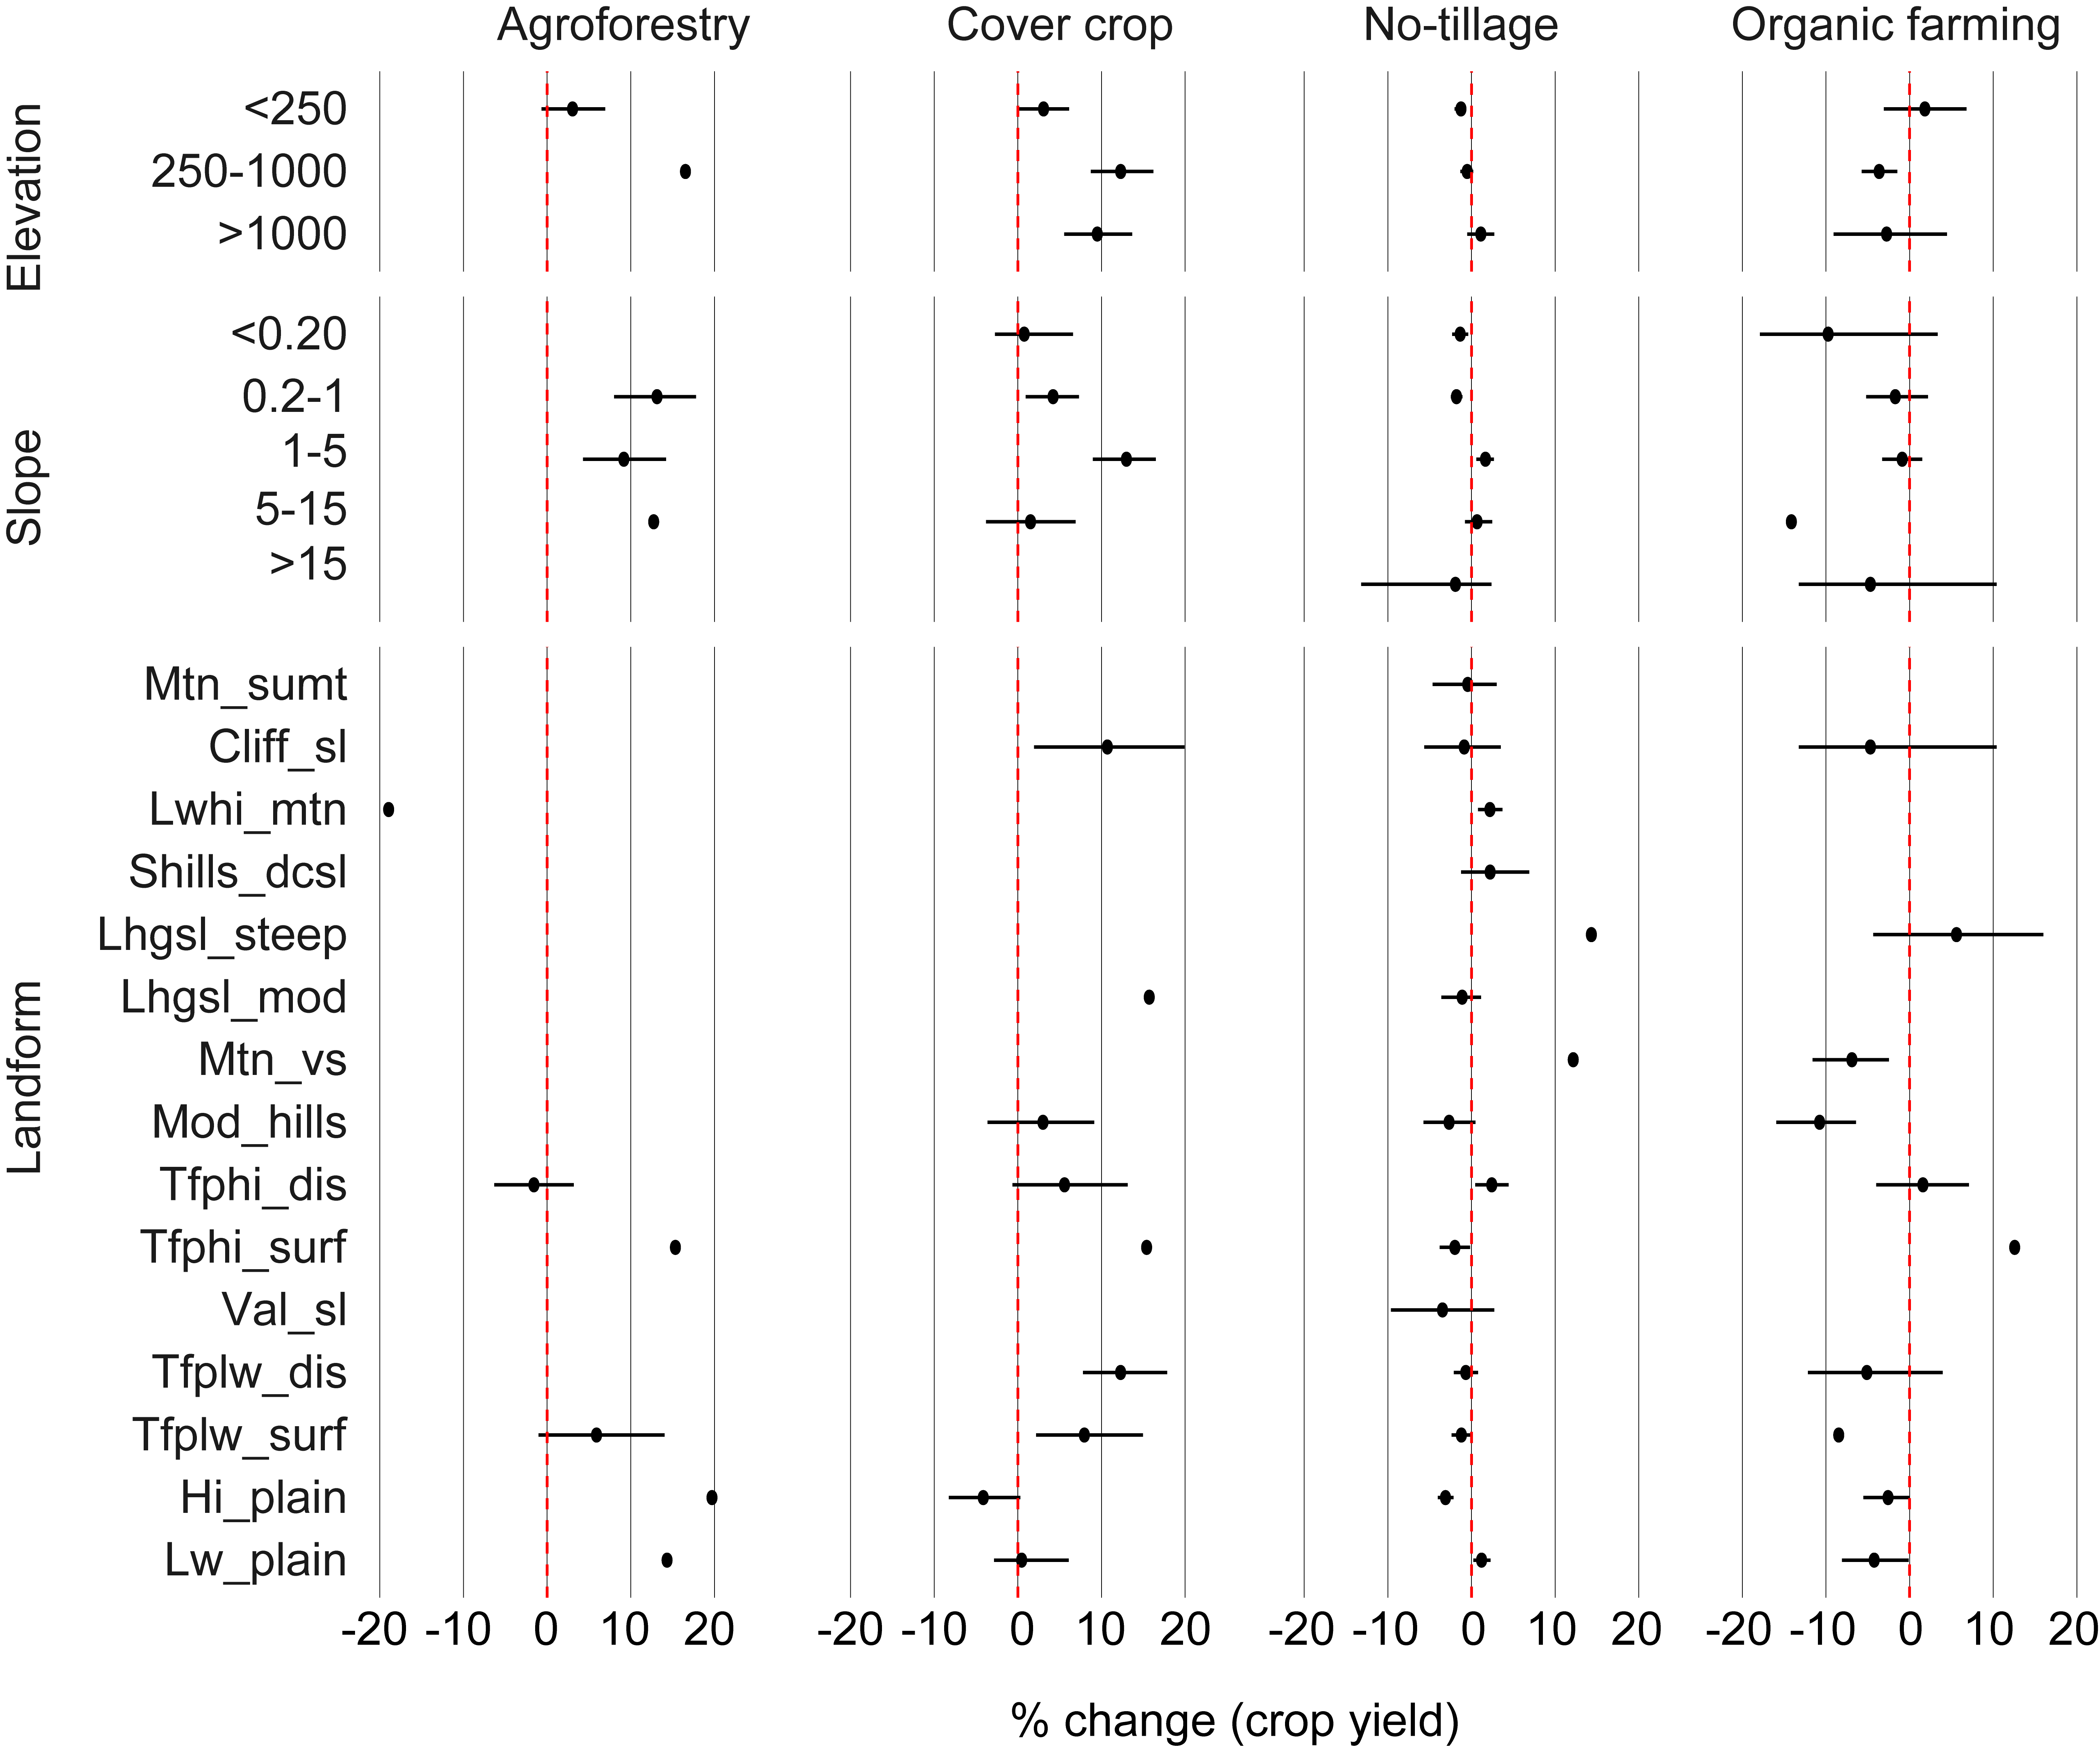 Agroforestry Cover crop No-tillage Organic farming
Elevation
<250
250-1000
>1000
Slope
<0.20
0.2-1
1-5
5-15
>15
Landform
Mtn_sumt
Cliff_sl
Lwhi_mtn
Shills_dcsl
Lhgsl_steep
Lhgsl_mod
Mtn_vs
Mod_hills
Tfphi_dis
Tfphi_surf
Val_sl
Tfplw_dis
Tfplw_surf
Hi_plain
Lw_plain
-20 -10 0 10 20 -20 -10 0 10 20 -20 -10 0 10 20 -20 -10 0 10 20
% change (crop yield)